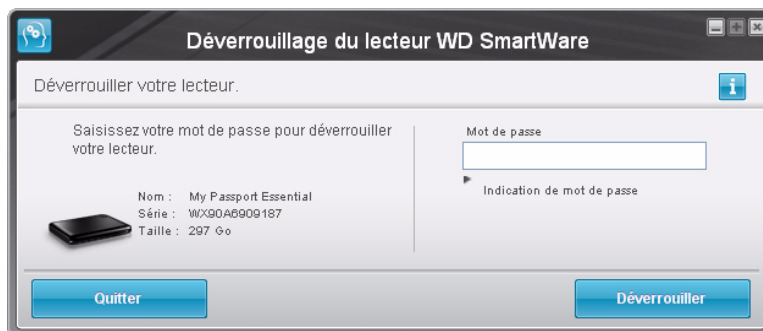 Déverrouillage du lecteur WD SmartWare
Déverrouiller votre lecteur.
Saisissez votre mot de passe pour déverrouiller
votre lecteur.
Nom : My Passport Essential
Série : WX90A6909187
Taille : 297 Go
Mot de passe
Indication de mot de passe
Quitter
Déverrouiller